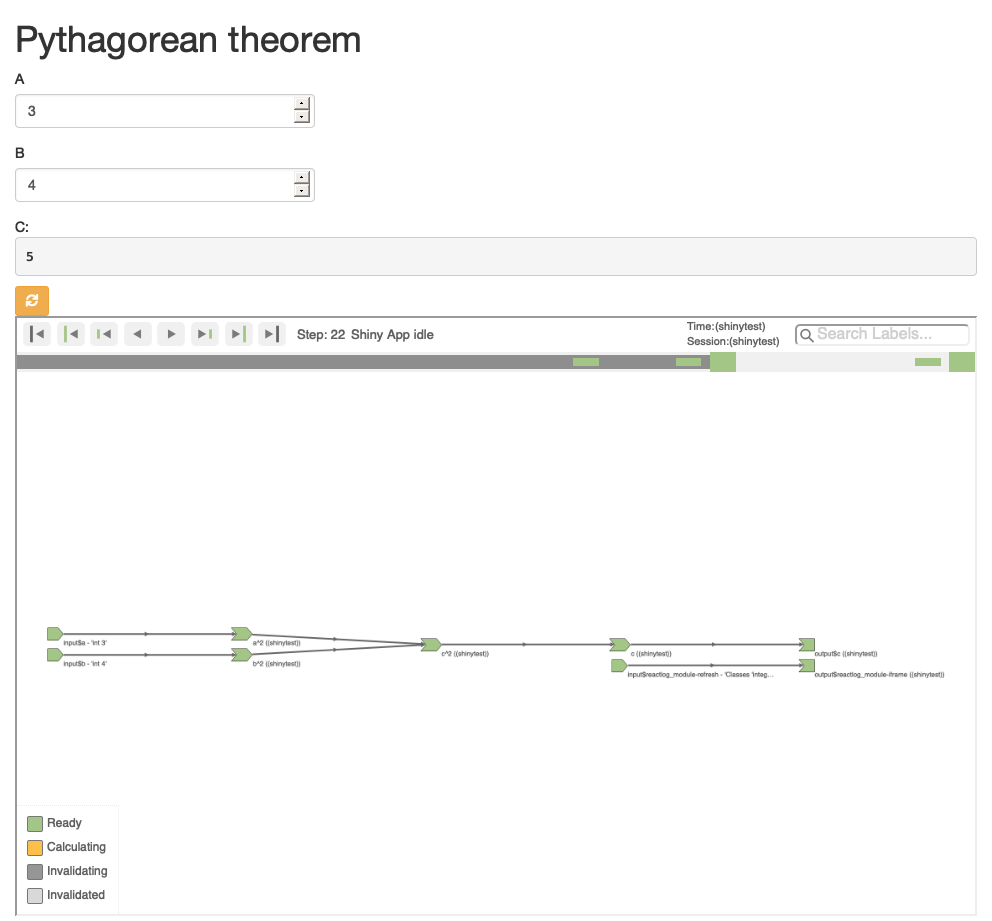 Pythagorean theorem
A
3
B
4
C:
5
Step: 22 Shiny App idle
Time:(shinytest)
Session:(shinytest)
Search Labels...
input$a - 'int 3'
a^2 ((shinytest))
input$b - 'int 4'
b^2 ((shinytest))
c^2 ((shinytest))
c ((shinytest))
output$c ((shinytest))
input$reactlog_module-refresh - 'Classes 'integ...
output$reactlog_module-iframe ((shinytest))
Ready
Calculating
Invalidating
Invalidated